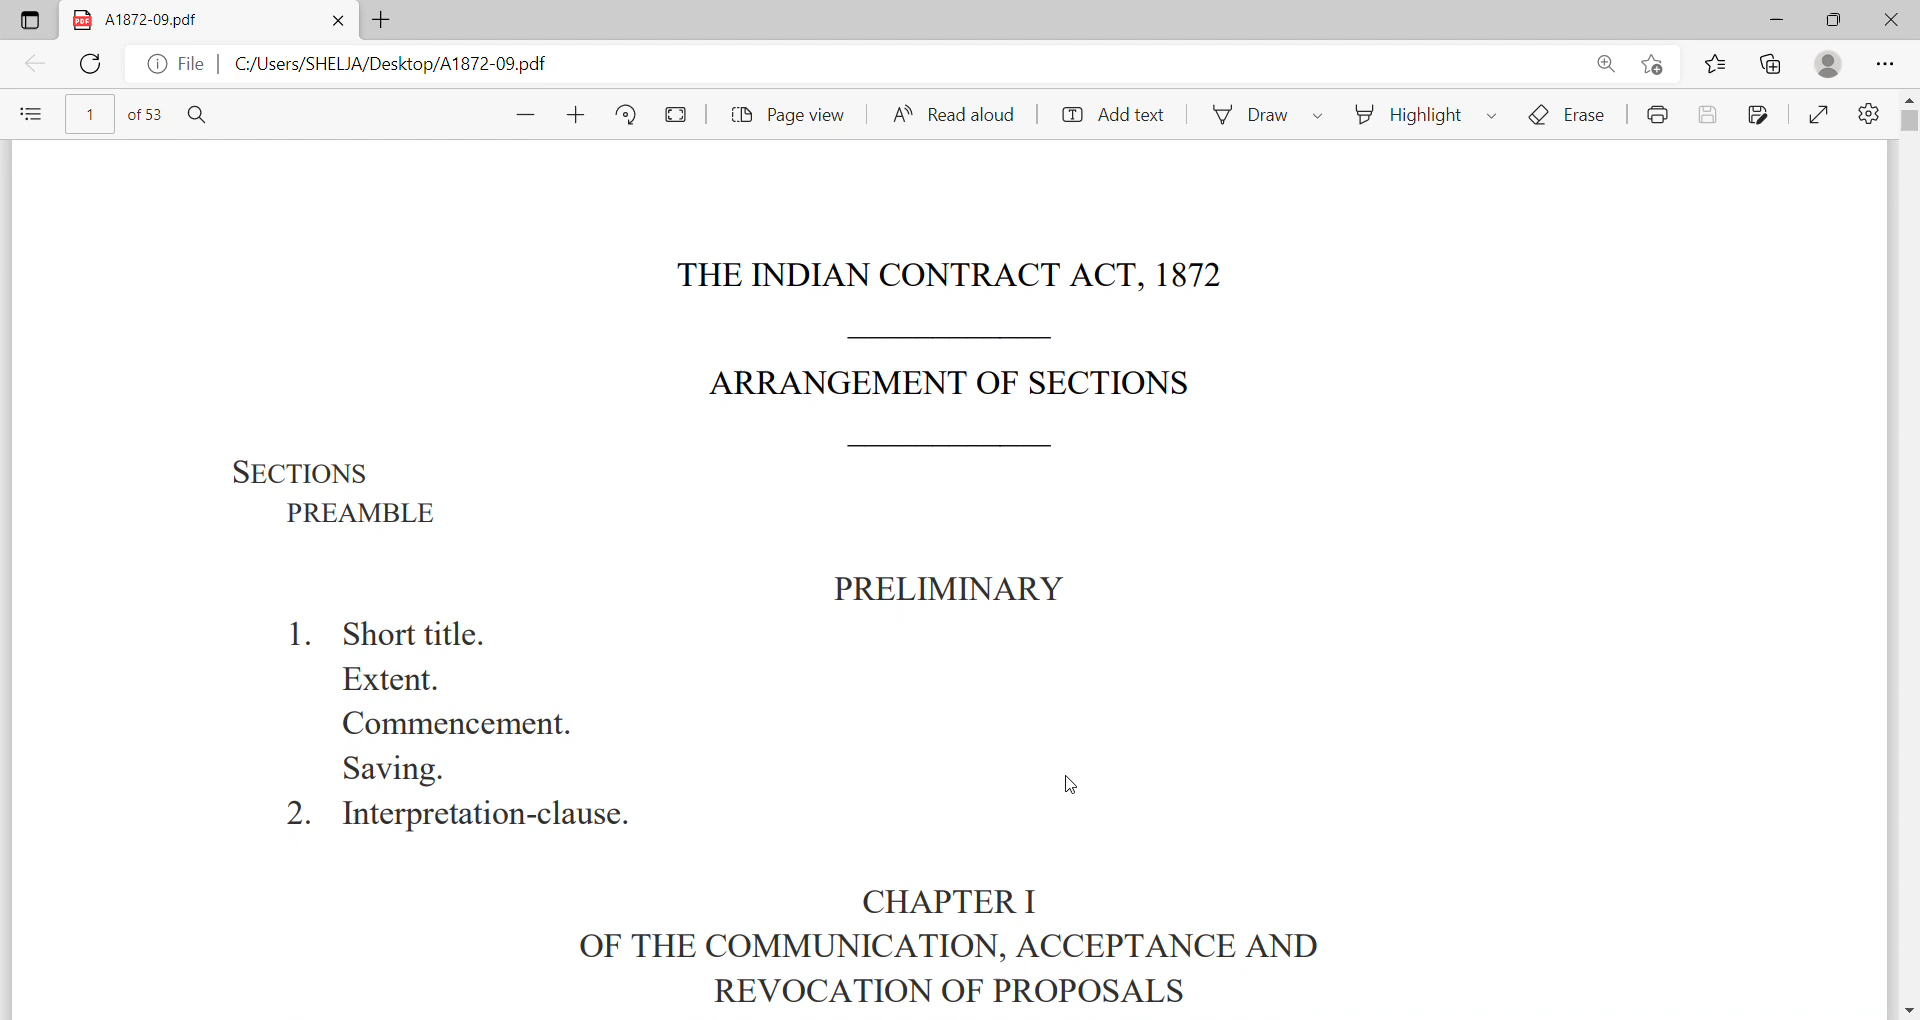 A1872-09.pdf
File
C:/Users/SHELJA/Desktop/A1872-09.pdf
1 of 53
Page view
Read aloud
Add text
Draw
Highlight
Erase
THE INDIAN CONTRACT ACT, 1872
ARRANGEMENT OF SECTIONS
SECTIONS
PREAMBLE
PRELIMINARY
1. Short title.
Extent.
Commencement.
Saving.
2. Interpretation-clause.
CHAPTER I
OF THE COMMUNICATION, ACCEPTANCE AND
REVOCATION OF PROPOSALS